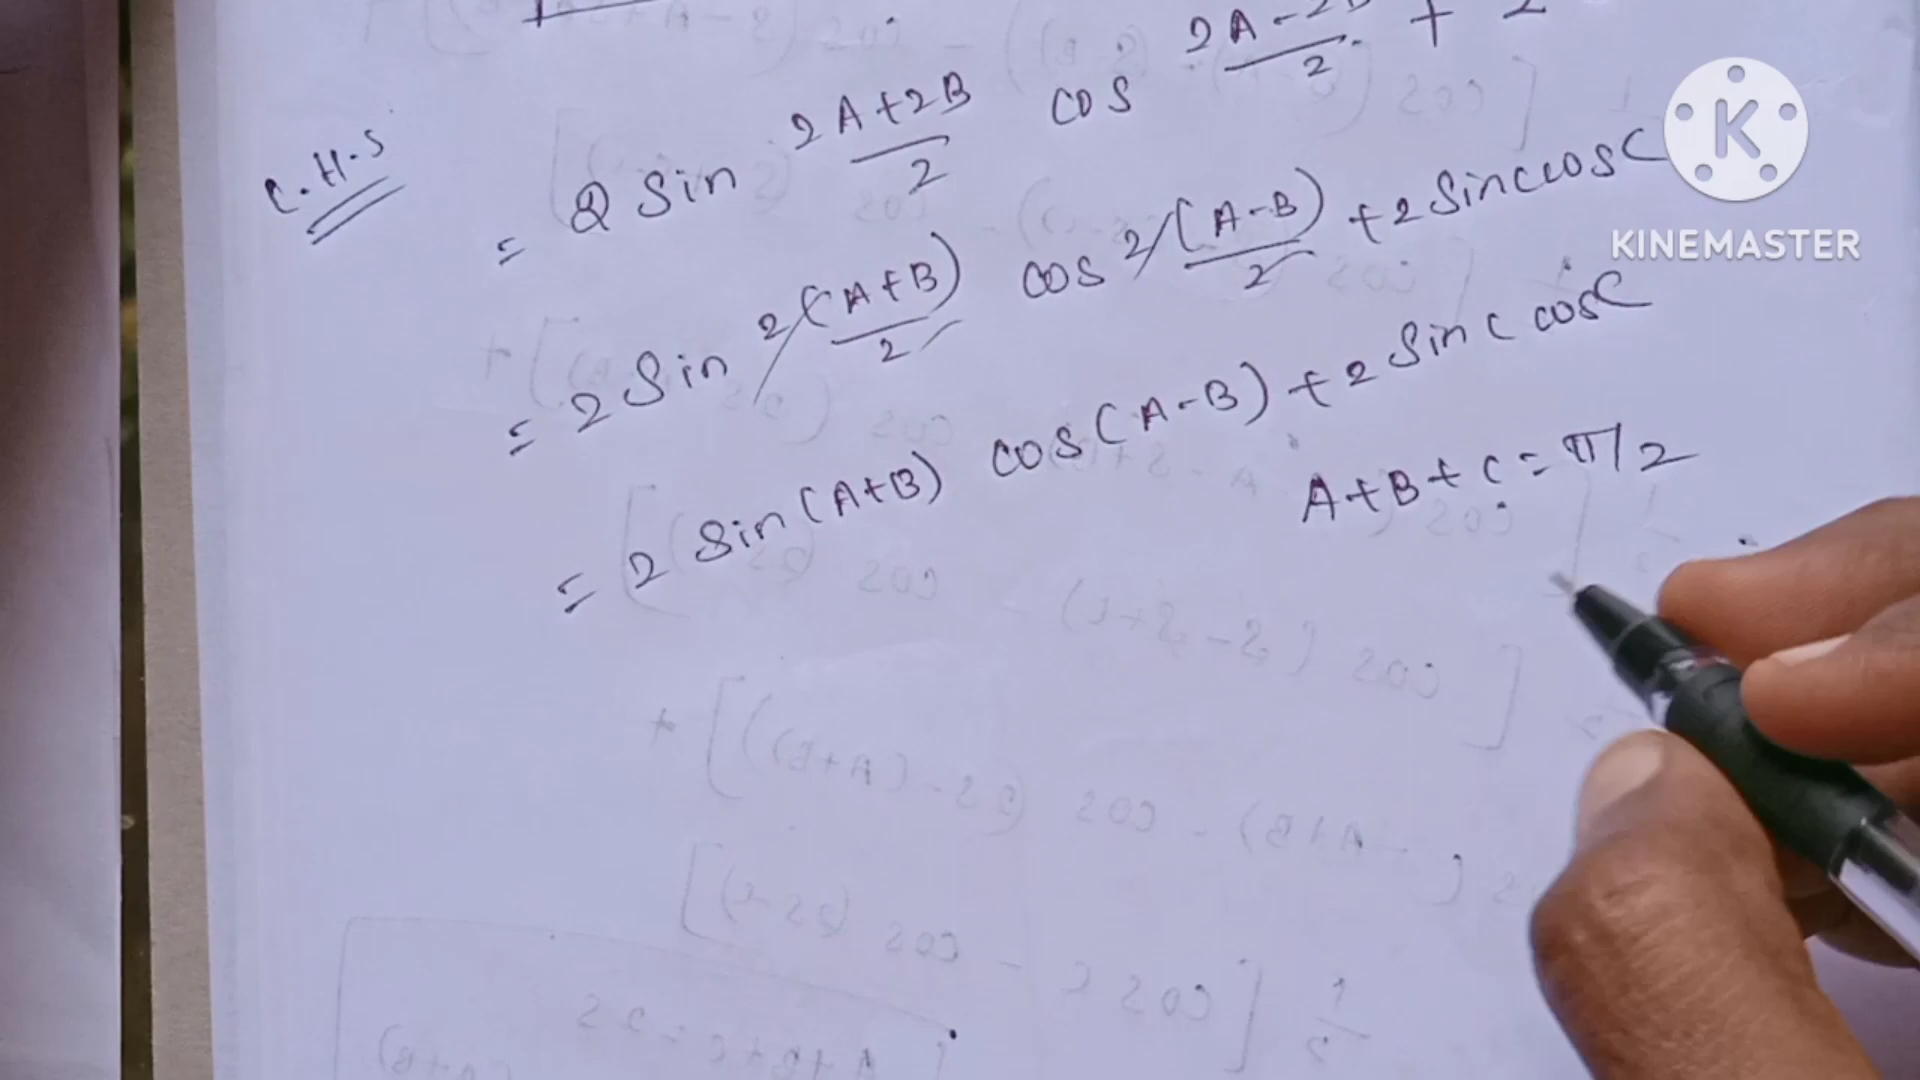 2A-2B/2 + 2
L.H.S = 2 Sin 2A+2B/2 cos
= 2 Sin 2(A+B)/2 cos 2(A-B)/2 + 2 Sinc cosC
= 2 Sin(A+B) cos(A-B) + 2 Sin C cosC
A+B+C = π/2
K
KINEMASTER